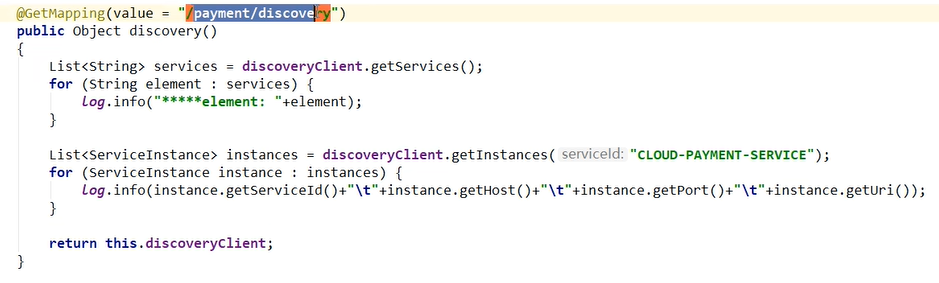 @GetMapping(value = "/payment/discovery")
public Object discovery()
{
    List<String> services = discoveryClient.getServices();
    for (String element : services) {
        log.info("*****element: "+element);
    }

    List<ServiceInstance> instances = discoveryClient.getInstances( serviceId: "CLOUD-PAYMENT-SERVICE");
    for (ServiceInstance instance : instances) {
        log.info(instance.getServiceId()+"\t"+instance.getHost()+"\t"+instance.getPort()+"\t"+instance.getUri());
    }

    return this.discoveryClient;
}